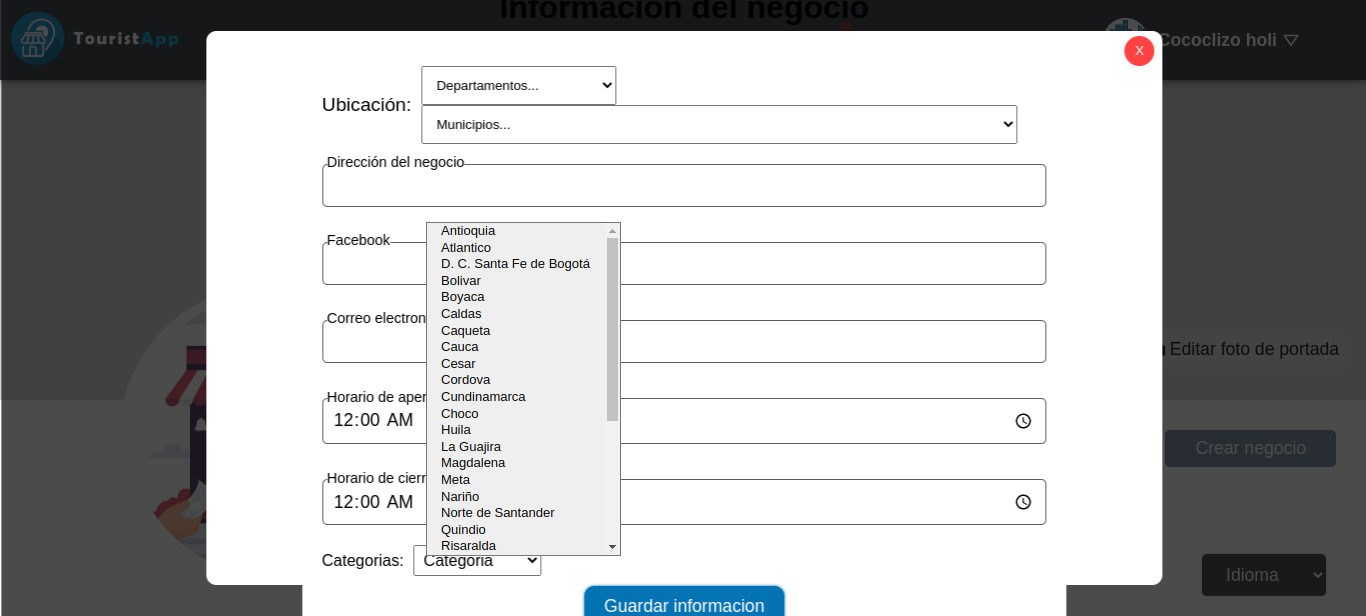 Información del negocio
TouristApp
Cococlizo holi ▽
X
Ubicación:
Departamentos...
Municipios...
Dirección del negocio
Facebook
Correo electron
Horario de aper
12:00 AM
Horario de cierr
12:00 AM
Categorias:
Categoria
Antioquia
Atlantico
D. C. Santa Fe de Bogotá
Bolivar
Boyaca
Caldas
Caqueta
Cauca
Cesar
Cordova
Cundinamarca
Choco
Huila
La Guajira
Magdalena
Meta
Nariño
Norte de Santander
Quindio
Risaralda
Editar foto de portada
Crear negocio
Idioma
Guardar informacion